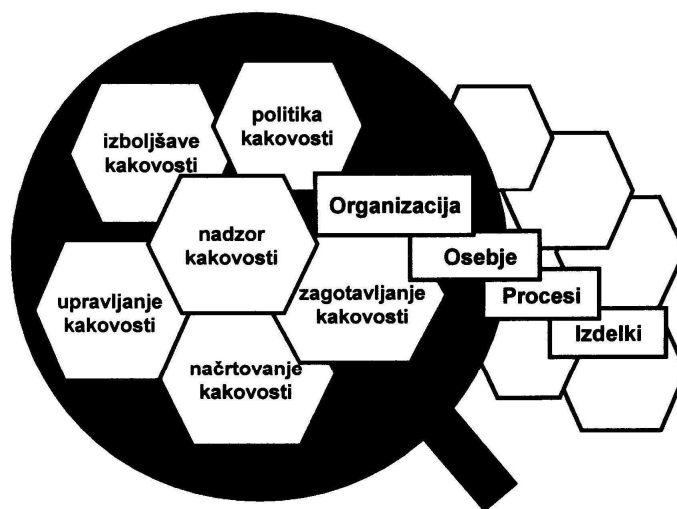 politika
kakovosti
izboljšave
kakovosti
Organizacija
nadzor
kakovosti
Osebje
zagotavljanje
kakovosti
Procesi
upravljanje
kakovosti
Izdelki
načrtovanje
kakovosti